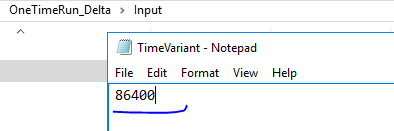 OneTimeRun_Delta > Input
TimeVariant - Notepad
File Edit Format View Help
86400